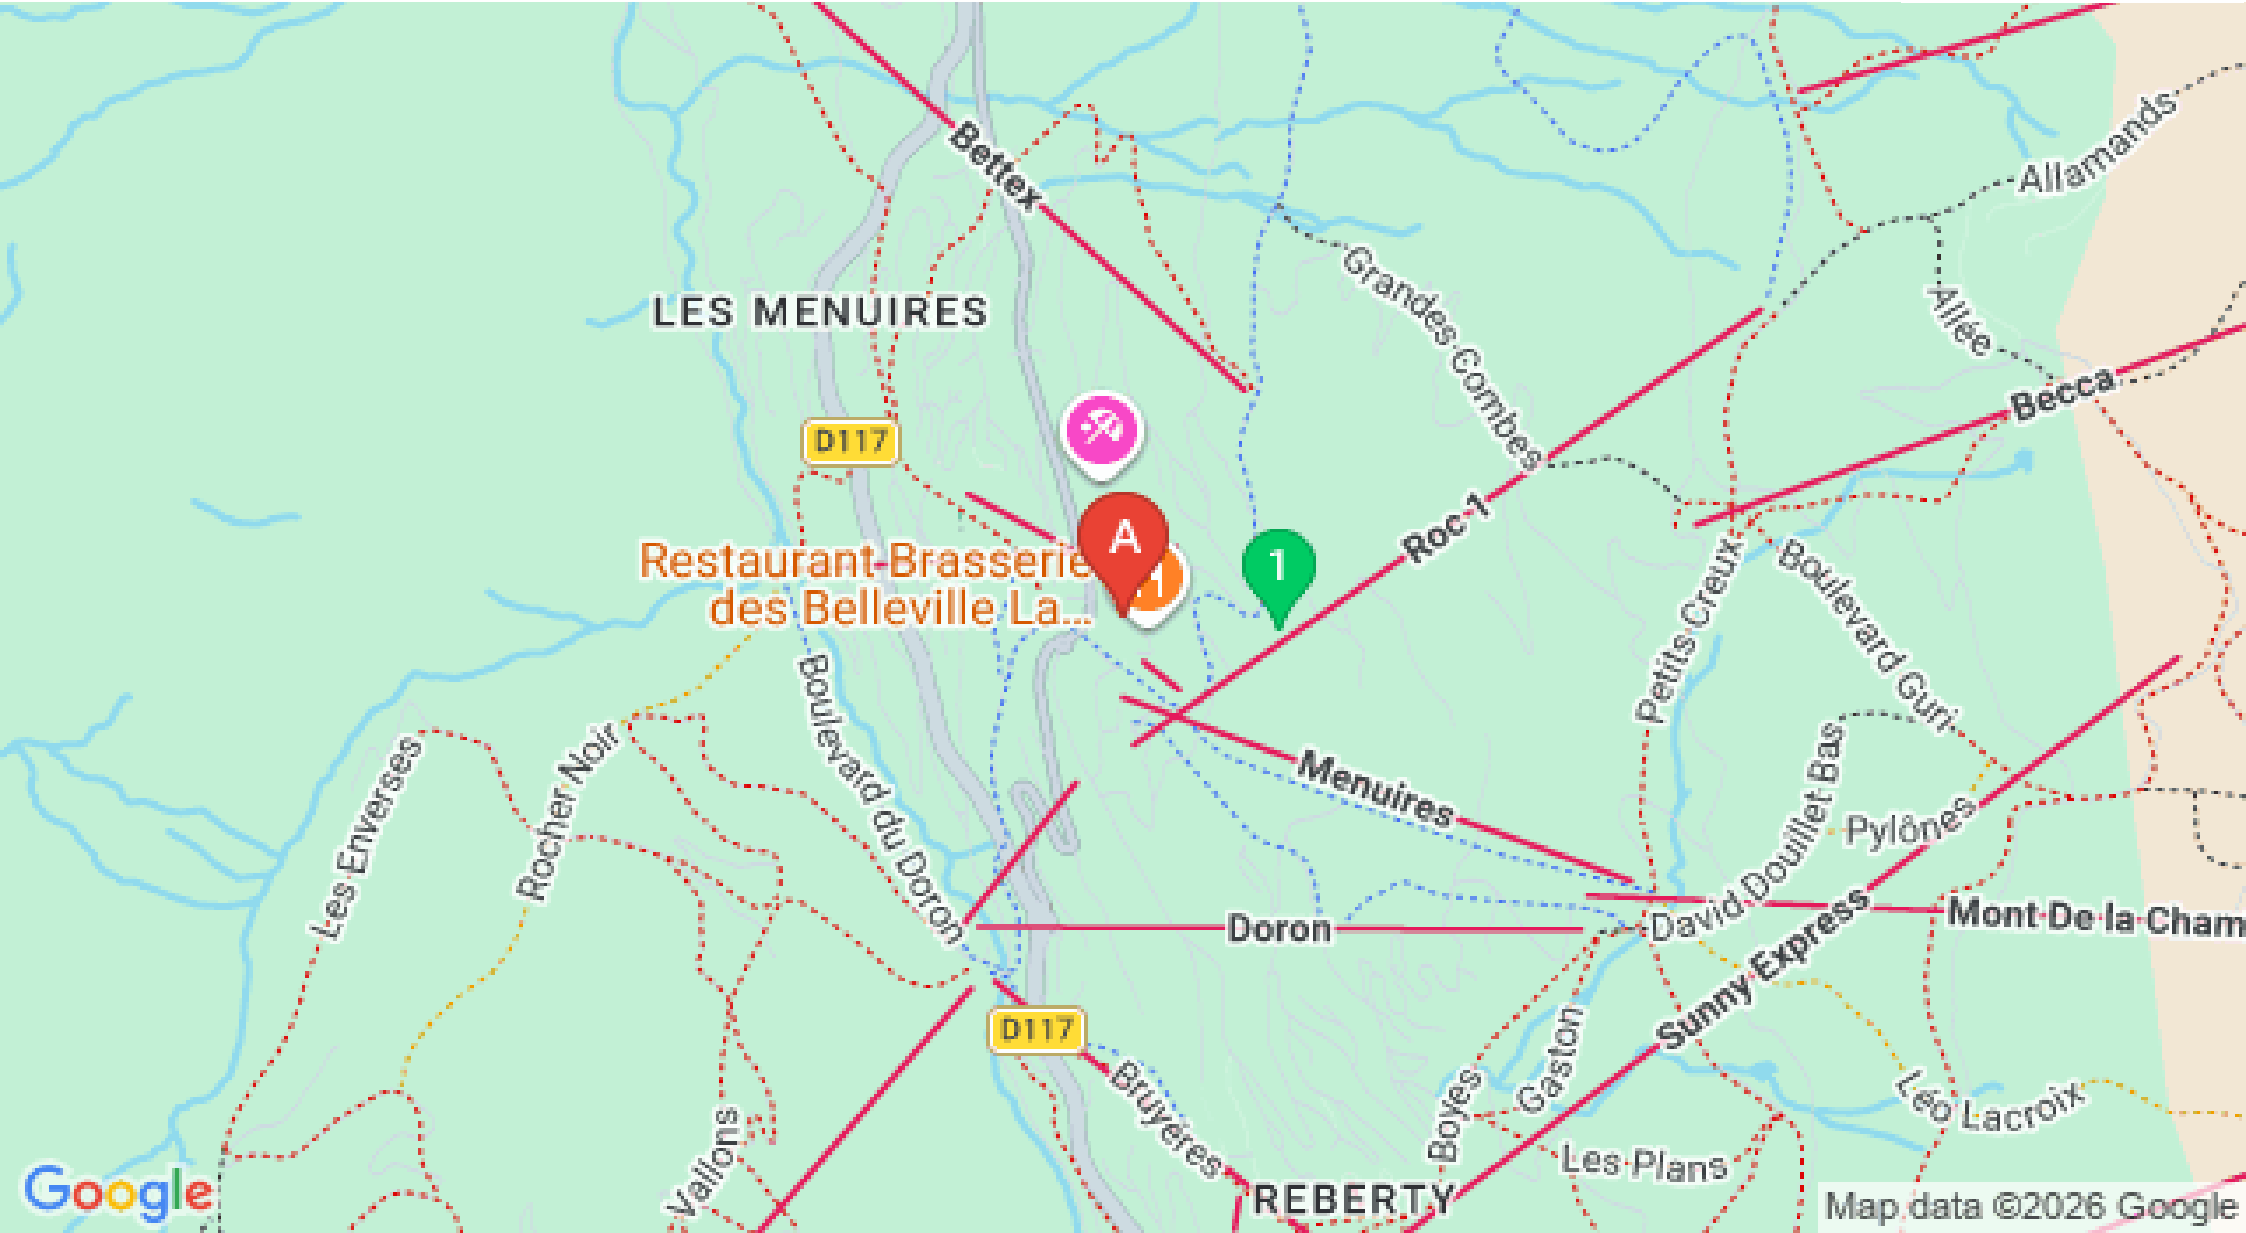 Bettex
Allamands
Grandes Combes
Allée
LES MENUIRES
Becca
D117
Roc 1
A
1
Restaurant Brasserie
des Belleville La...
Petits Creux
Boulevard Guri
Boulevard du Doron
Rocher Noir
Les Enverses
Menuires
David Douillet Bas
Pylônes
Doron
Mont De la Cham
Sunny Express
D117
Gaston
Boyes
Bruyéres
Léo Lacroix
Vallons
Les Plans
REBERTY
Google
Map data ©2026 Google